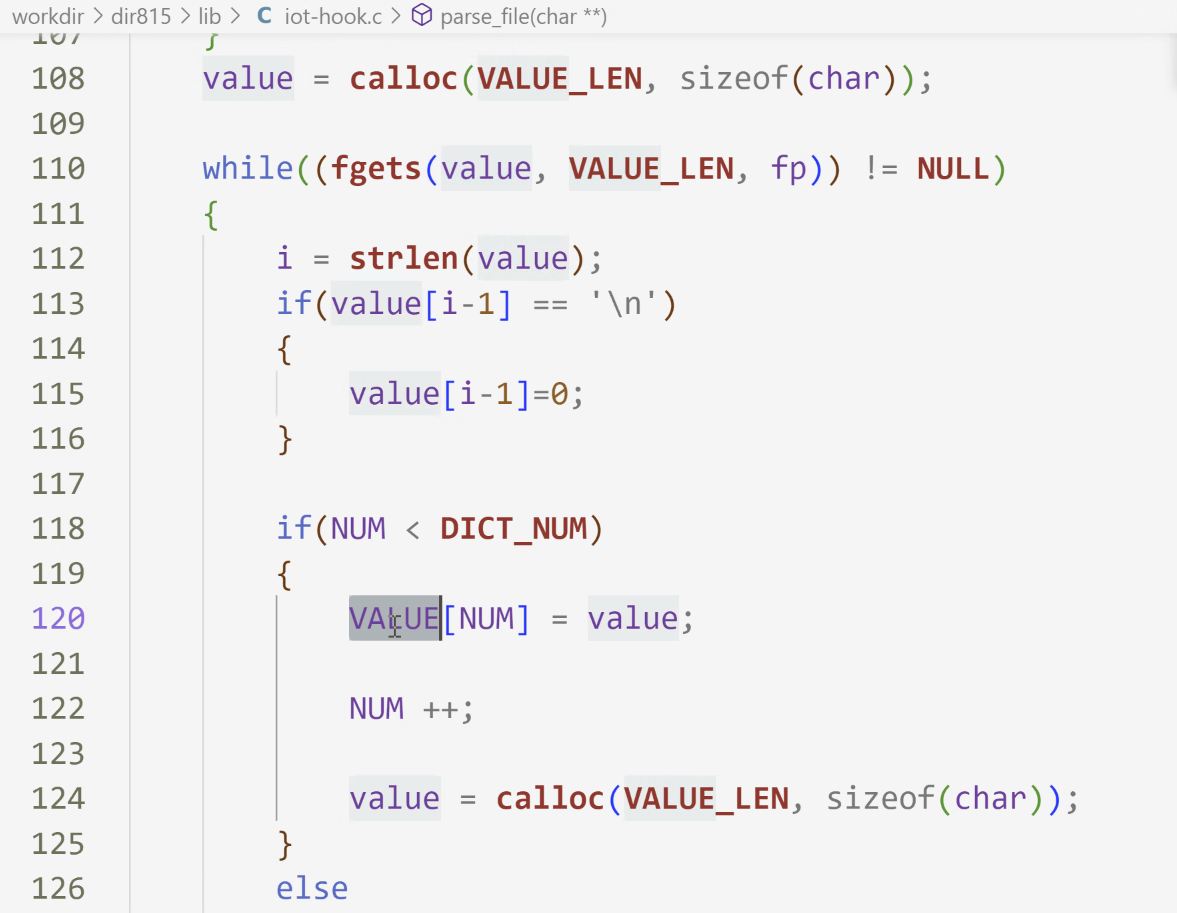 workdir > dir815 > lib > C iot-hook.c > parse_file(char **)
107 }
108 value = calloc(VALUE_LEN, sizeof(char));
109
110 while((fgets(value, VALUE_LEN, fp)) != NULL)
111 {
112 i = strlen(value);
113 if(value[i-1] == '\n')
114 {
115 value[i-1]=0;
116 }
117
118 if(NUM < DICT_NUM)
119 {
120 VALUE[NUM] = value;
121
122 NUM ++;
123
124 value = calloc(VALUE_LEN, sizeof(char));
125 }
126 else